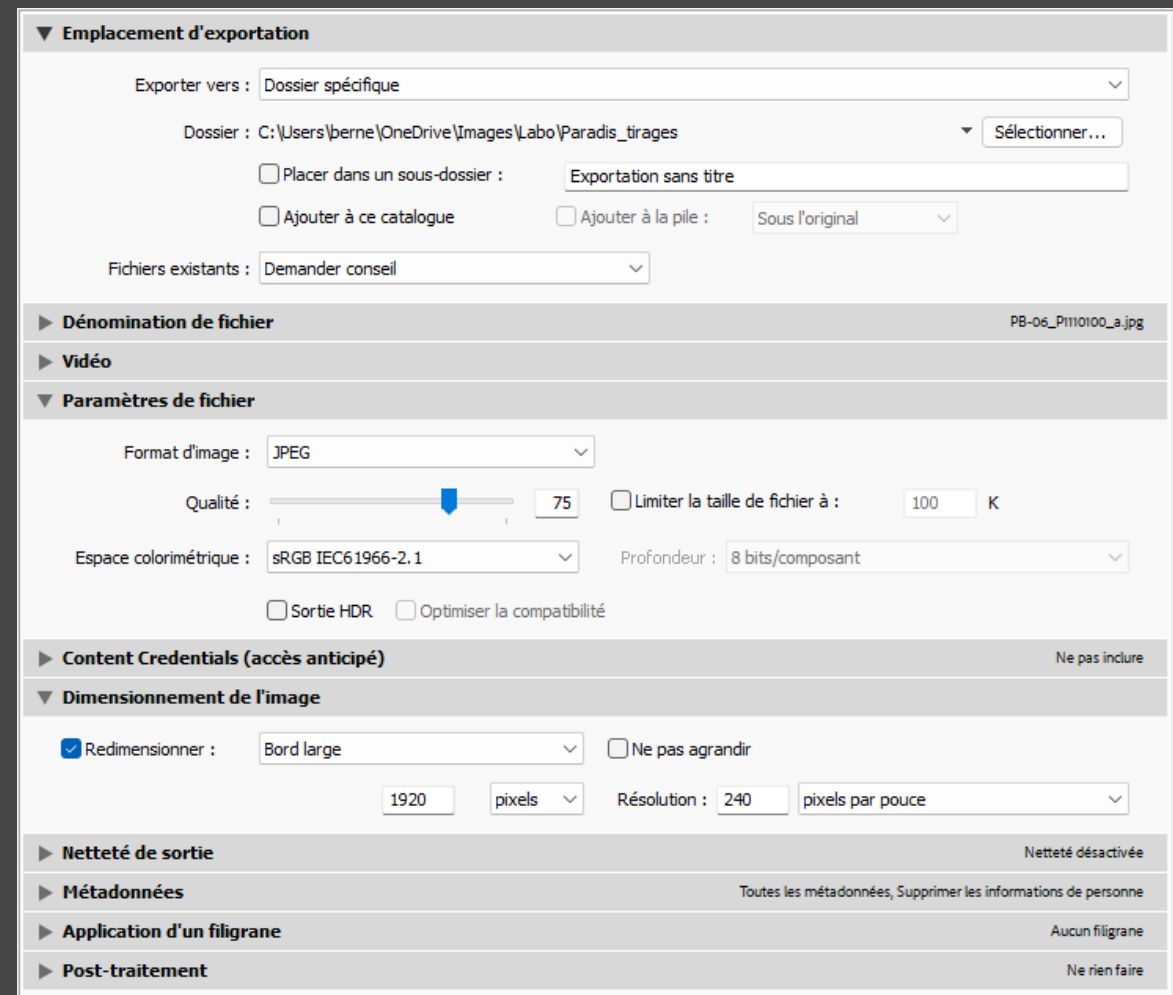 Emplacement d'exportation
Exporter vers : Dossier spécifique
Dossier : C:\Users\berne\OneDrive\Images\Labo\Paradis_tirages Sélectionner...
Placer dans un sous-dossier : Exportation sans titre
Ajouter à ce catalogue Ajouter à la pile : Sous l'original
Fichiers existants : Demander conseil
Dénomination de fichier PB-06_P1110100_a.jpg
Vidéo
Paramètres de fichier
Format d'image : JPEG
Qualité : 75 Limiter la taille de fichier à : 100 K
Espace colorimétrique : sRGB IEC61966-2.1 Profondeur : 8 bits/composant
Sortie HDR Optimiser la compatibilité
Content Credentials (accès anticipé) Ne pas inclure
Dimensionnement de l'image
Redimensionner : Bord large Ne pas agrandir
1920 pixels Résolution : 240 pixels par pouce
Netteté de sortie Netteté désactivée
Métadonnées Toutes les métadonnées, Supprimer les informations de personne
Application d'un filigrane Aucun filigrane
Post-traitement Ne rien faire